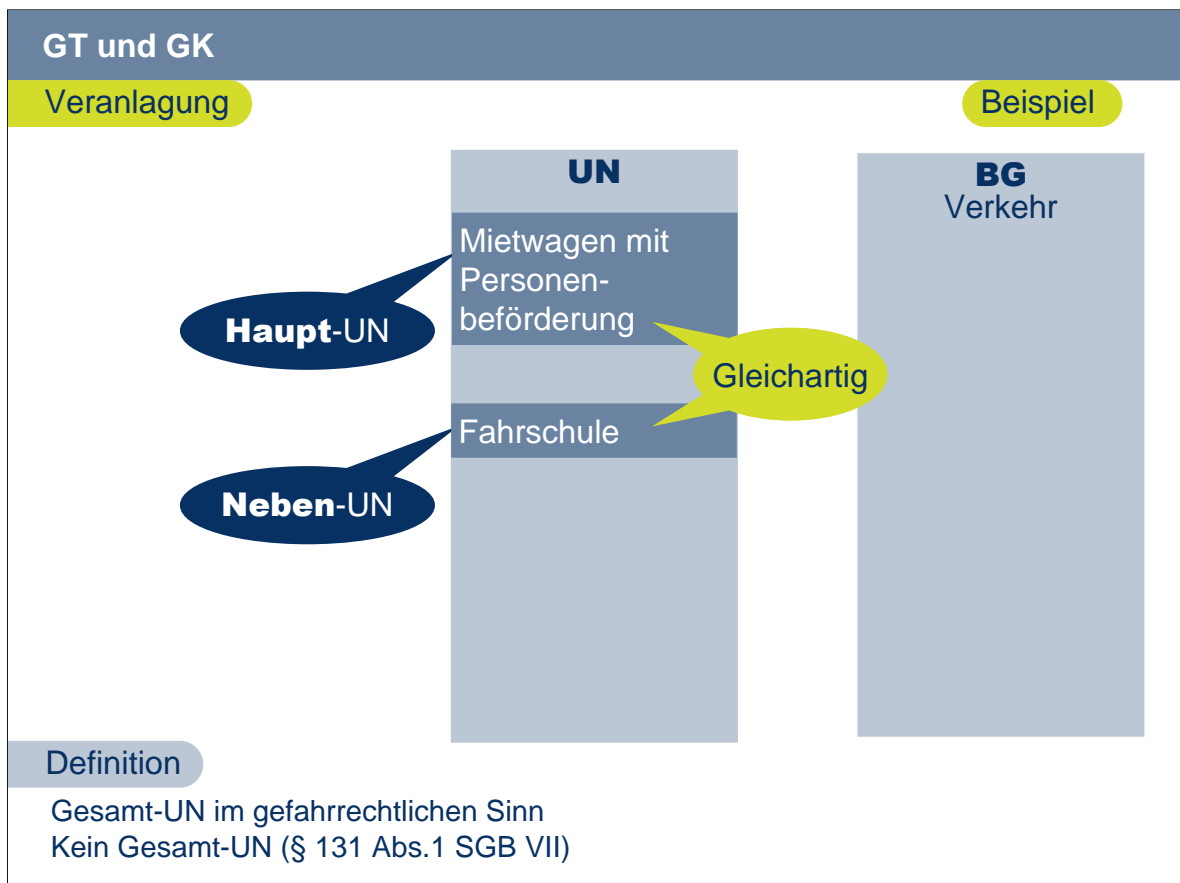 GT und GK
Veranlagung
Beispiel
UN
BG
Verkehr
Mietwagen mit
Personen-
beförderung
Haupt-UN
Gleichartig
Fahrschule
Neben-UN
Definition
Gesamt-UN im gefahrrechtlichen Sinn
Kein Gesamt-UN (§ 131 Abs.1 SGB VII)